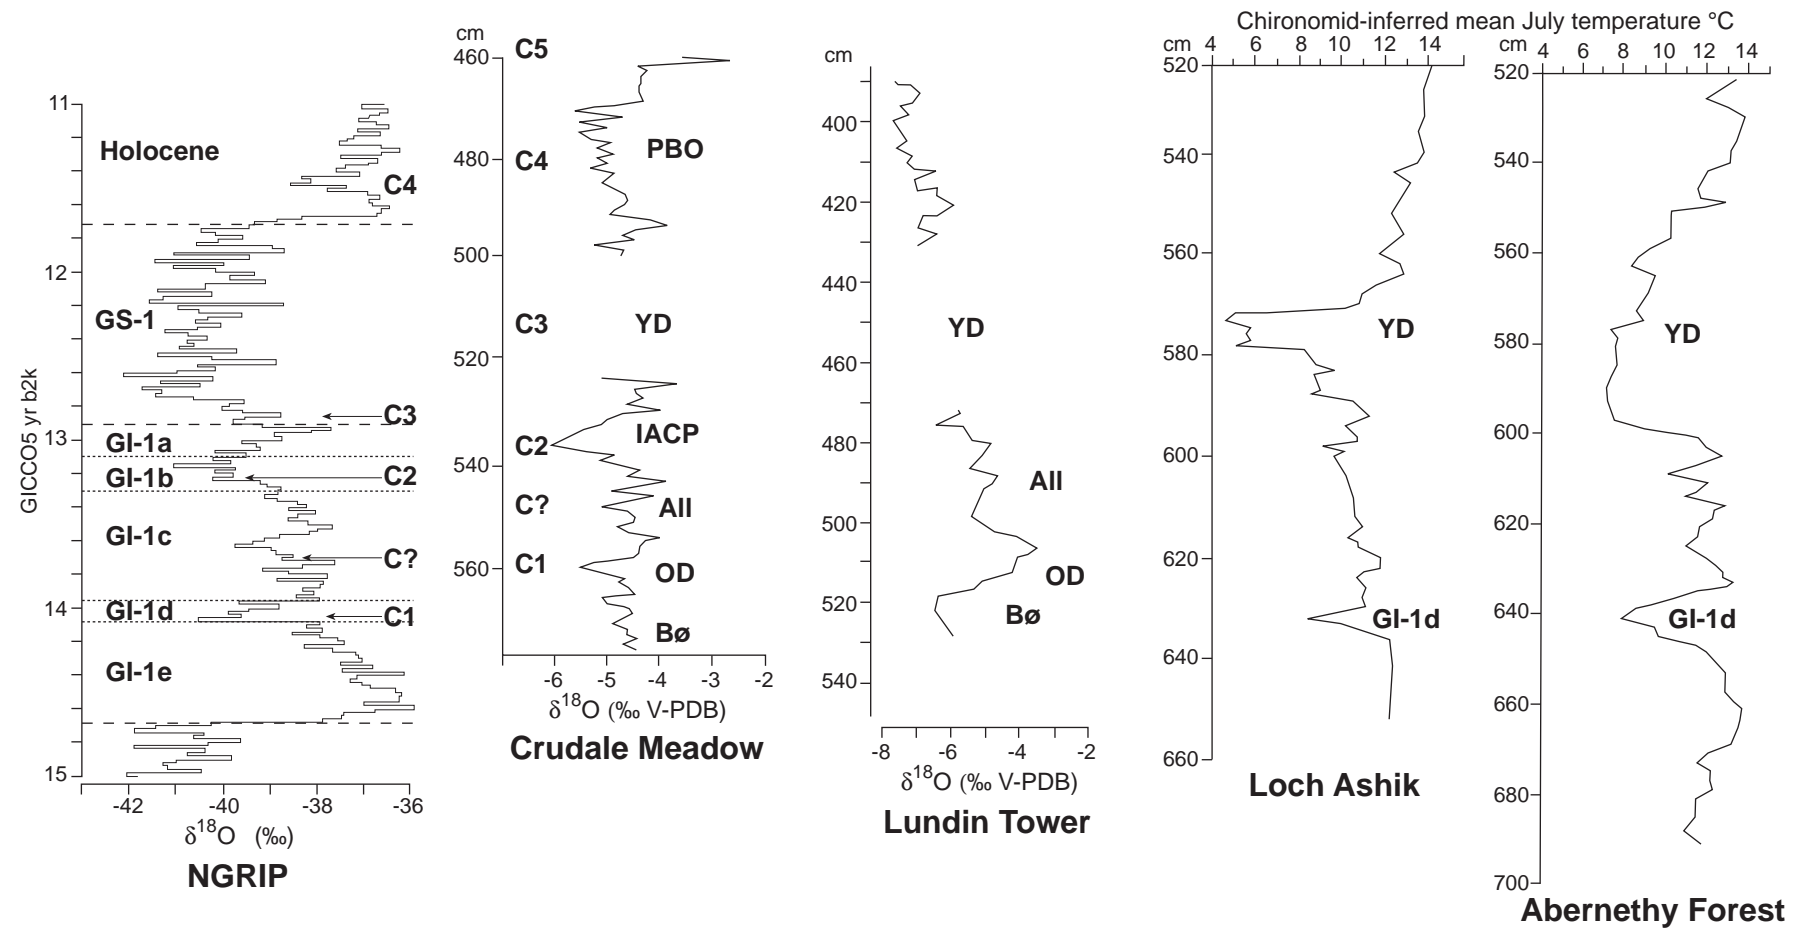 Chironomid-inferred mean July temperature °C
GICCO5 yr b2k
11
12
13
14
15
Holocene
C4
GS-1
C3
GI-1a
GI-1b
C2
GI-1c
C?
GI-1d
C1
GI-1e
-42 -40 -38 -36
δ18O (‰)
NGRIP
cm
460
480
500
520
540
560
C5
C4
PBO
C3
YD
IACP
C2
C?
All
C1
OD
Bø
-6 -5 -4 -3 -2
δ18O (‰ V-PDB)
Crudale Meadow
cm
400
420
440
460
480
500
520
540
YD
All
OD
Bø
-8 -6 -4 -2
δ18O (‰ V-PDB)
Lundin Tower
cm 4 6 8 10 12 14
520
540
560
580
600
620
640
660
YD
GI-1d
Loch Ashik
cm 4 6 8 10 12 14
520
540
560
580
600
620
640
660
680
700
YD
GI-1d
Abernethy Forest